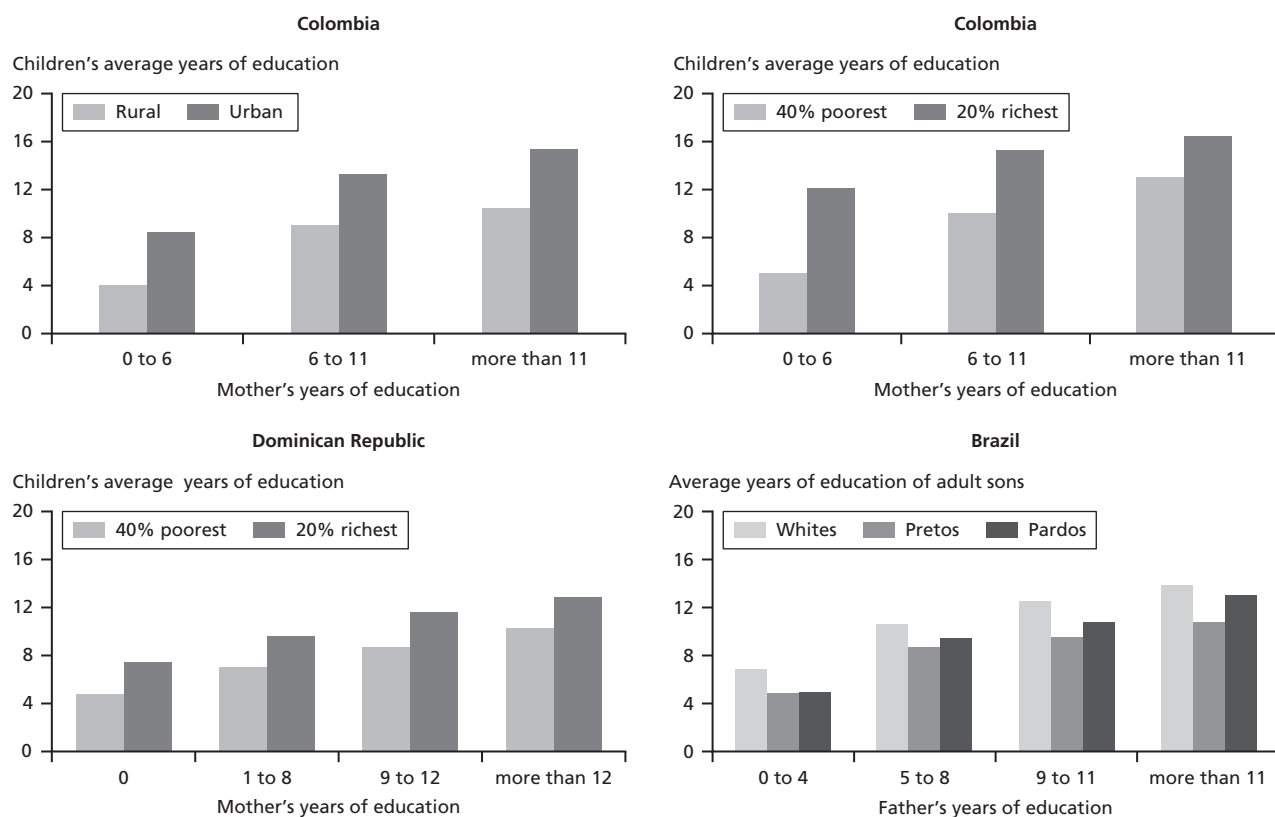 Colombia
Children's average years of education
20
16
12
8
4
0
Rural Urban
0 to 6 6 to 11 more than 11
Mother's years of education
Colombia
Children's average years of education
20
16
12
8
4
0
40% poorest 20% richest
0 to 6 6 to 11 more than 11
Mother's years of education
Dominican Republic
Children's average years of education
20
16
12
8
4
0
40% poorest 20% richest
0 1 to 8 9 to 12 more than 12
Mother's years of education
Brazil
Average years of education of adult sons
20
16
12
8
4
0
Whites Pretos Pardos
0 to 4 5 to 8 9 to 11 more than 11
Father's years of education